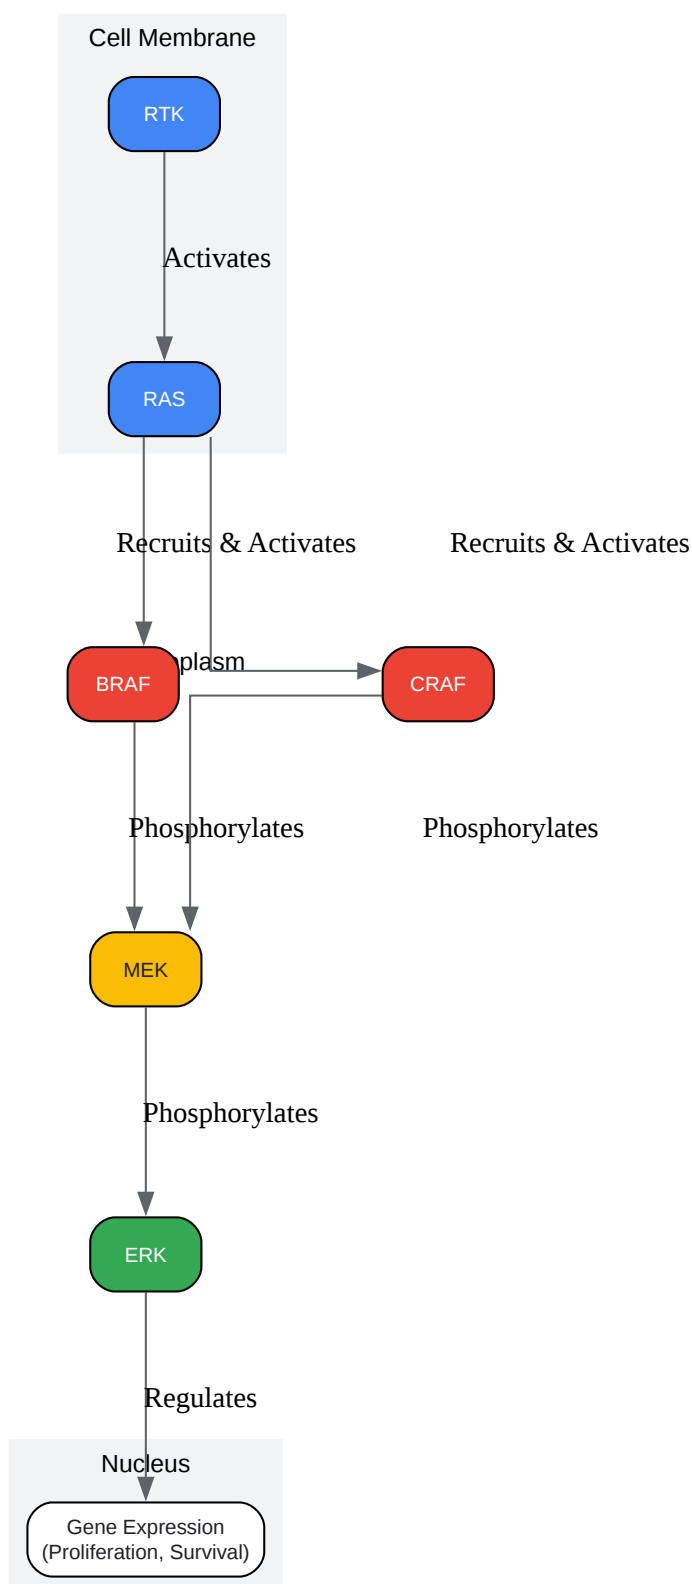 Cell Membrane
RTK
Activates
RAS
Recruits & Activates
Recruits & Activates
BRAF
CRAF
Phosphorylates
Phosphorylates
MEK
Phosphorylates
ERK
Regulates
Nucleus
Gene Expression
(Proliferation, Survival)